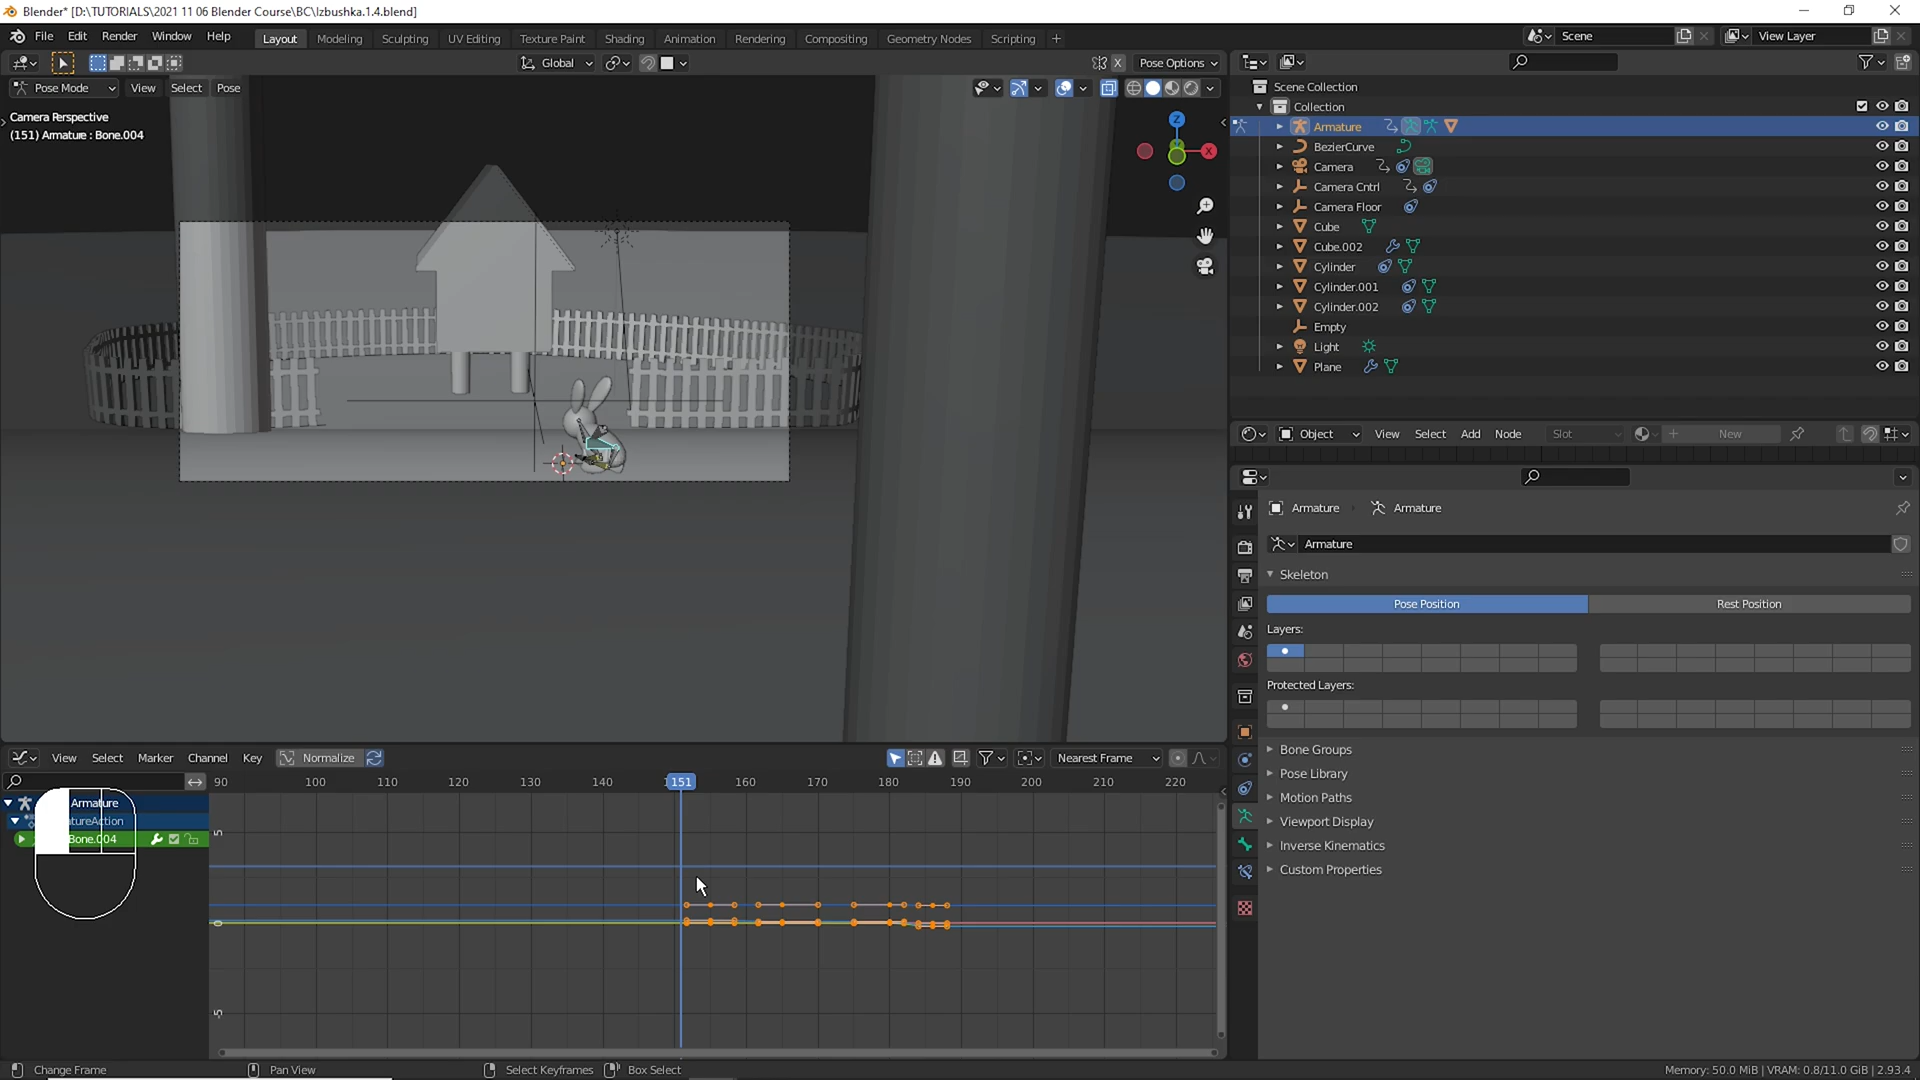 Blender* [D:\TUTORIALS\2021 11 06 Blender Course\BC\Izbushka.1.4.blend]
File Edit Render Window Help
Layout Modeling Sculpting UV Editing Texture Paint Shading Animation Rendering Compositing Geometry Nodes Scripting +
Scene
View Layer
Global
Pose Options
Pose Mode View Select Pose
Camera Perspective
(151) Armature : Bone.004
Z
X
Scene Collection
Collection
Armature
BezierCurve
Camera
Camera Cntrl
Camera Floor
Cube
Cube.002
Cylinder
Cylinder.001
Cylinder.002
Empty
Light
Plane
Object View Select Add Node Slot New
Armature Armature
Armature
Skeleton
Pose Position Rest Position
Layers:
Protected Layers:
Bone Groups
Pose Library
Motion Paths
Viewport Display
Inverse Kinematics
Custom Properties
View Select Marker Channel Key Normalize
Nearest Frame
90 100 110 120 130 140 151 160 170 180 190 200 210 220
Armature
atureAction
Bone.004
5
0
-5
Change Frame Pan View Select Keyframes Box Select
Memory: 50.0 MiB | VRAM: 0.8/11.0 GiB | 2.93.4